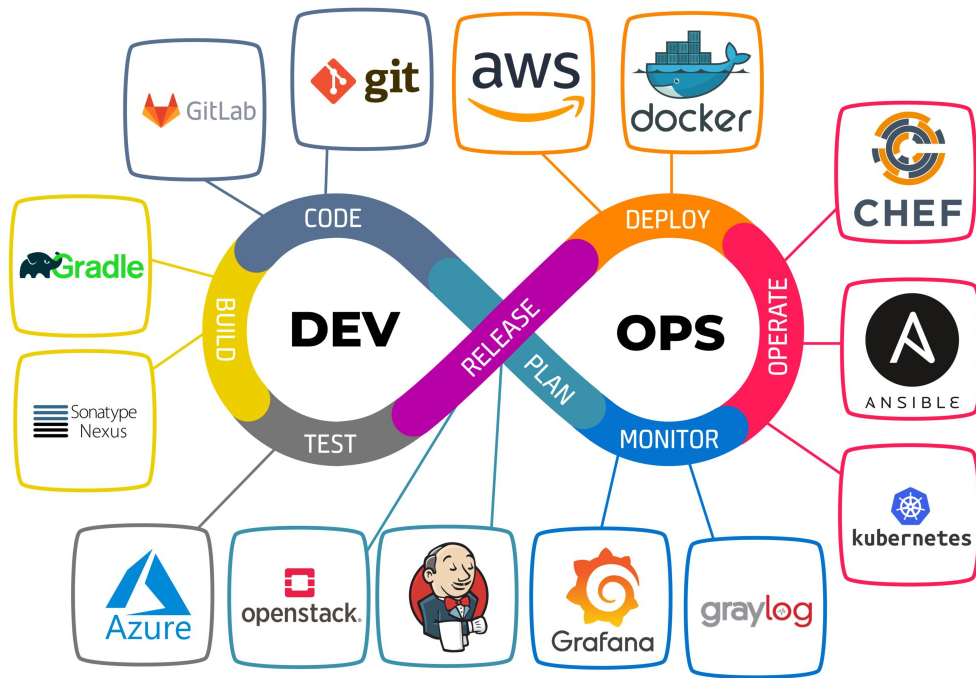 GitLab
git
aws
docker
CHEF
Gradle
CODE
DEPLOY
BUILD
DEV
RELEASE
PLAN
OPS
OPERATE
ANSIBLE
Sonatype
Nexus
TEST
MONITOR
kubernetes
Azure
openstack.
Grafana
graylog